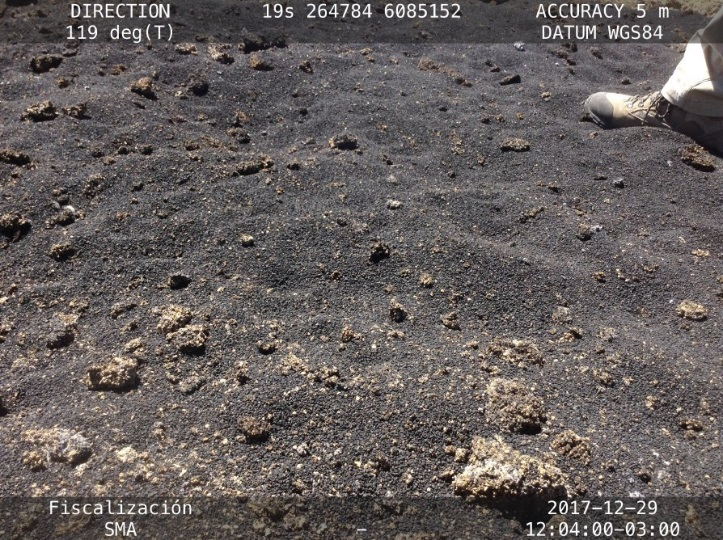 DIRECTION
119 deg(T)
19s 264784 6085152
ACCURACY 5 m
DATUM WGS84
Fiscalización
SMA
–
2017-12-29
12:04:00-03:00